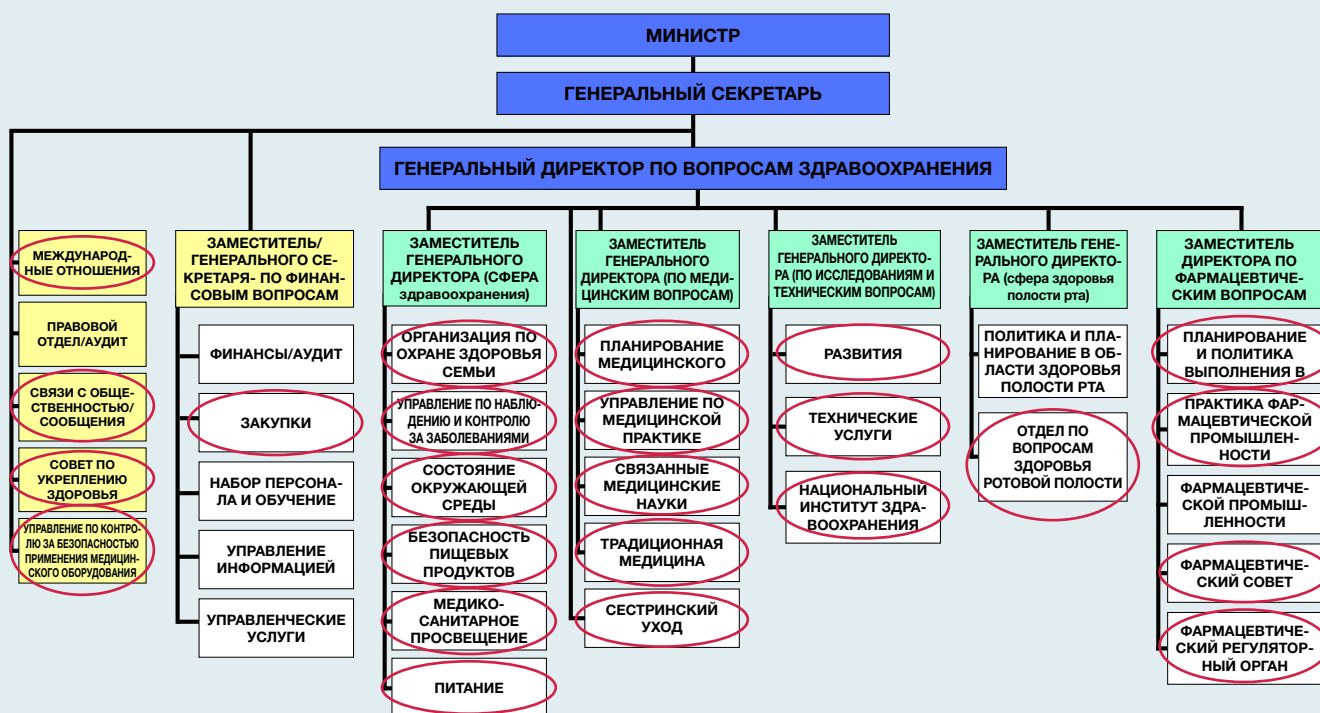 МИНИСТР
ГЕНЕРАЛЬНЫЙ СЕКРЕТАРЬ
ГЕНЕРАЛЬНЫЙ ДИРЕКТОР ПО ВОПРОСАМ ЗДРАВООХРАНЕНИЯ
МЕЖДУНАРОД-
НЫЕ ОТНОШЕНИЯ
ПРАВОВОЙ
ОТДЕЛ/АУДИТ
СВЯЗИ С ОБЩЕ-
СТВЕННОСТЬЮ/
СООБЩЕНИЯ
СОВЕТ ПО
УКРЕПЛЕНИЮ
ЗДОРОВЬЯ
УПРАВЛЕНИЕ ПО КОНТРО-
ЛЮ ЗА БЕЗОПАСНОСТЬЮ
ПРИМЕНЕНИЯ МЕДИЦИН-
СКОГО ОБОРУДОВАНИЯ
ЗАМЕСТИТЕЛЬ/
ГЕНЕРАЛЬНОГО СЕ-
КРЕТАРЯ- ПО ФИНАН-
СОВЫМ ВОПРОСАМ
ФИНАНСЫ/АУДИТ
ЗАКУПКИ
НАБОР ПЕРСОНА-
ЛА И ОБУЧЕНИЕ
УПРАВЛЕНИЕ
ИНФОРМАЦИЕЙ
УПРАВЛЕНЧЕСКИЕ
УСЛУГИ
ЗАМЕСТИТЕЛЬ
ГЕНЕРАЛЬНОГО
ДИРЕКТОРА (СФЕРА
здравоохранения)
ОРГАНИЗАЦИЯ ПО
ОХРАНЕ ЗДОРОВЬЯ
СЕМЬИ
УПРАВЛЕНИЕ ПО НАБЛЮ-
ДЕНИЮ И КОНТРОЛЮ
ЗА ЗАБОЛЕВАНИЯМИ
СОСТОЯНИЕ
ОКРУЖАЮЩЕЙ
СРЕДЫ
БЕЗОПАСНОСТЬ
ПИЩЕВЫХ
ПРОДУКТОВ
МЕДИКО-
САНИТАРНОЕ
ПРОСВЕЩЕНИЕ
ПИТАНИЕ
ЗАМЕСТИТЕЛЬ
ГЕНЕРАЛЬНОГО
ДИРЕКТОРА (ПО МЕДИ-
ЦИНСКИМ ВОПРОСАМ)
ПЛАНИРОВАНИЕ
МЕДИЦИНСКОГО
УПРАВЛЕНИЕ ПО
МЕДИЦИНСКОЙ
ПРАКТИКЕ
СВЯЗАННЫЕ
МЕДИЦИНСКИЕ
НАУКИ
ТРАДИЦИОННАЯ
МЕДИЦИНА
СЕСТРИНСКИЙ
УХОД
ЗАМЕСТИТЕЛЬ
ГЕНЕРАЛЬНОГО ДИРЕКТО-
РА (ПО ИССЛЕДОВАНИЯМ И
ТЕХНИЧЕСКИМ ВОПРОСАМ)
РАЗВИТИЯ
ТЕХНИЧЕСКИЕ
УСЛУГИ
НАЦИОНАЛЬНЫЙ
ИНСТИТУТ ЗДРА-
ВООХРАНЕНИЯ
ЗАМЕСТИТЕЛЬ ГЕНЕ-
РАЛЬНОГО ДИРЕКТО-
РА (сфера здоровья
полости рта)
ПОЛИТИКА И ПЛА-
НИРОВАНИЕ В ОБ-
ЛАСТИ ЗДОРОВЬЯ
ПОЛОСТИ РТА
ОТДЕЛ ПО
ВОПРОСАМ
ЗДОРОВЬЯ
РОТОВОЙ ПОЛОСТИ
ЗАМЕСТИТЕЛЬ
ДИРЕКТОРА ПО
ФАРМАЦЕВТИЧЕ-
СКИМ ВОПРОСАМ
ПЛАНИРОВАНИЕ
И ПОЛИТИКА
ВЫПОЛНЕНИЯ В
ПРАКТИКА ФАР-
МАЦЕВТИЧЕСКОЙ
ПРОМЫШЛЕН-
НОСТИ
ФАРМАЦЕВТИЧЕ-
СКОЙ ПРОМЫШ-
ЛЕННОСТИ
ФАРМАЦЕВТИЧЕ-
СКИЙ СОВЕТ
ФАРМАЦЕВТИЧЕ-
СКИЙ РЕГУЛЯТОР-
НЫЙ ОРГАН